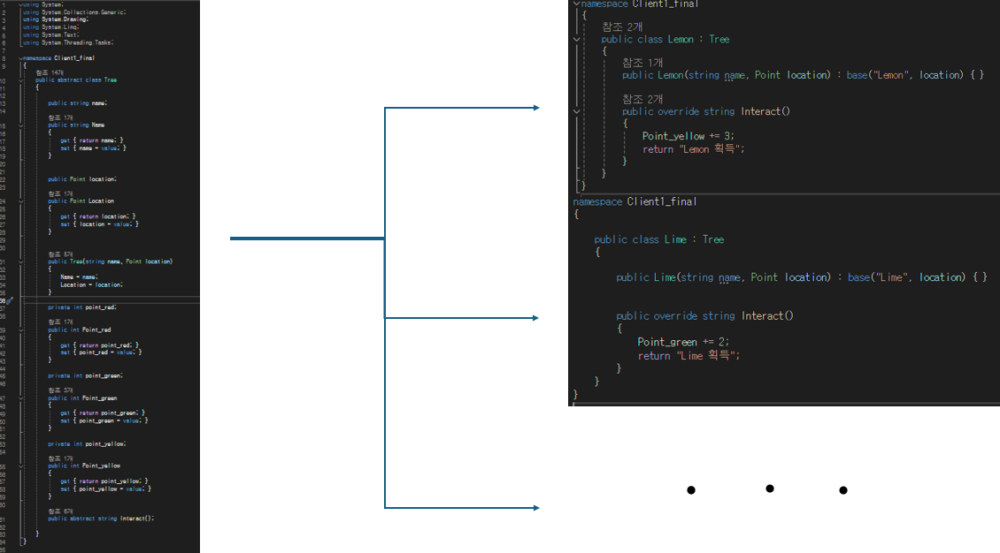 using System;
using System.Collections.Generic;
using System.Drawing;
using System.Linq;
using System.Text;
using System.Threading.Tasks;
namespace Client1_final
{
참조 14개
public abstract class Tree
{
public string name;
참조 1개
public string Name
{
get { return name; }
set { name = value; }
}
public Point location;
참조 1개
public Point Location
{
get { return location; }
set { location = value; }
}
참조 6개
public Tree(string name, Point location)
{
Name = name;
Location = location;
}
private int point_red;
참조 1개
public int Point_red
{
get { return point_red; }
set { point_red = value; }
}
private int point_green;
참조 3개
public int Point_green
{
get { return point_green; }
set { point_green = value; }
}
private int point_yellow;
참조 1개
public int Point_yellow
{
get { return point_yellow; }
set { point_yellow = value; }
}
참조 6개
public abstract string Interact();
}
}
namespace Client1_final
{
참조 2개
public class Lemon : Tree
{
참조 1개
public Lemon(string name, Point location) : base("Lemon", location) { }
참조 2개
public override string Interact()
{
Point_yellow += 3;
return "Lemon 획득";
}
}
}
namespace Client1_final
{
public class Lime : Tree
{
public Lime(string name, Point location) : base("Lime", location) { }
public override string Interact()
{
Point_green += 2;
return "Lime 획득";
}
}
}